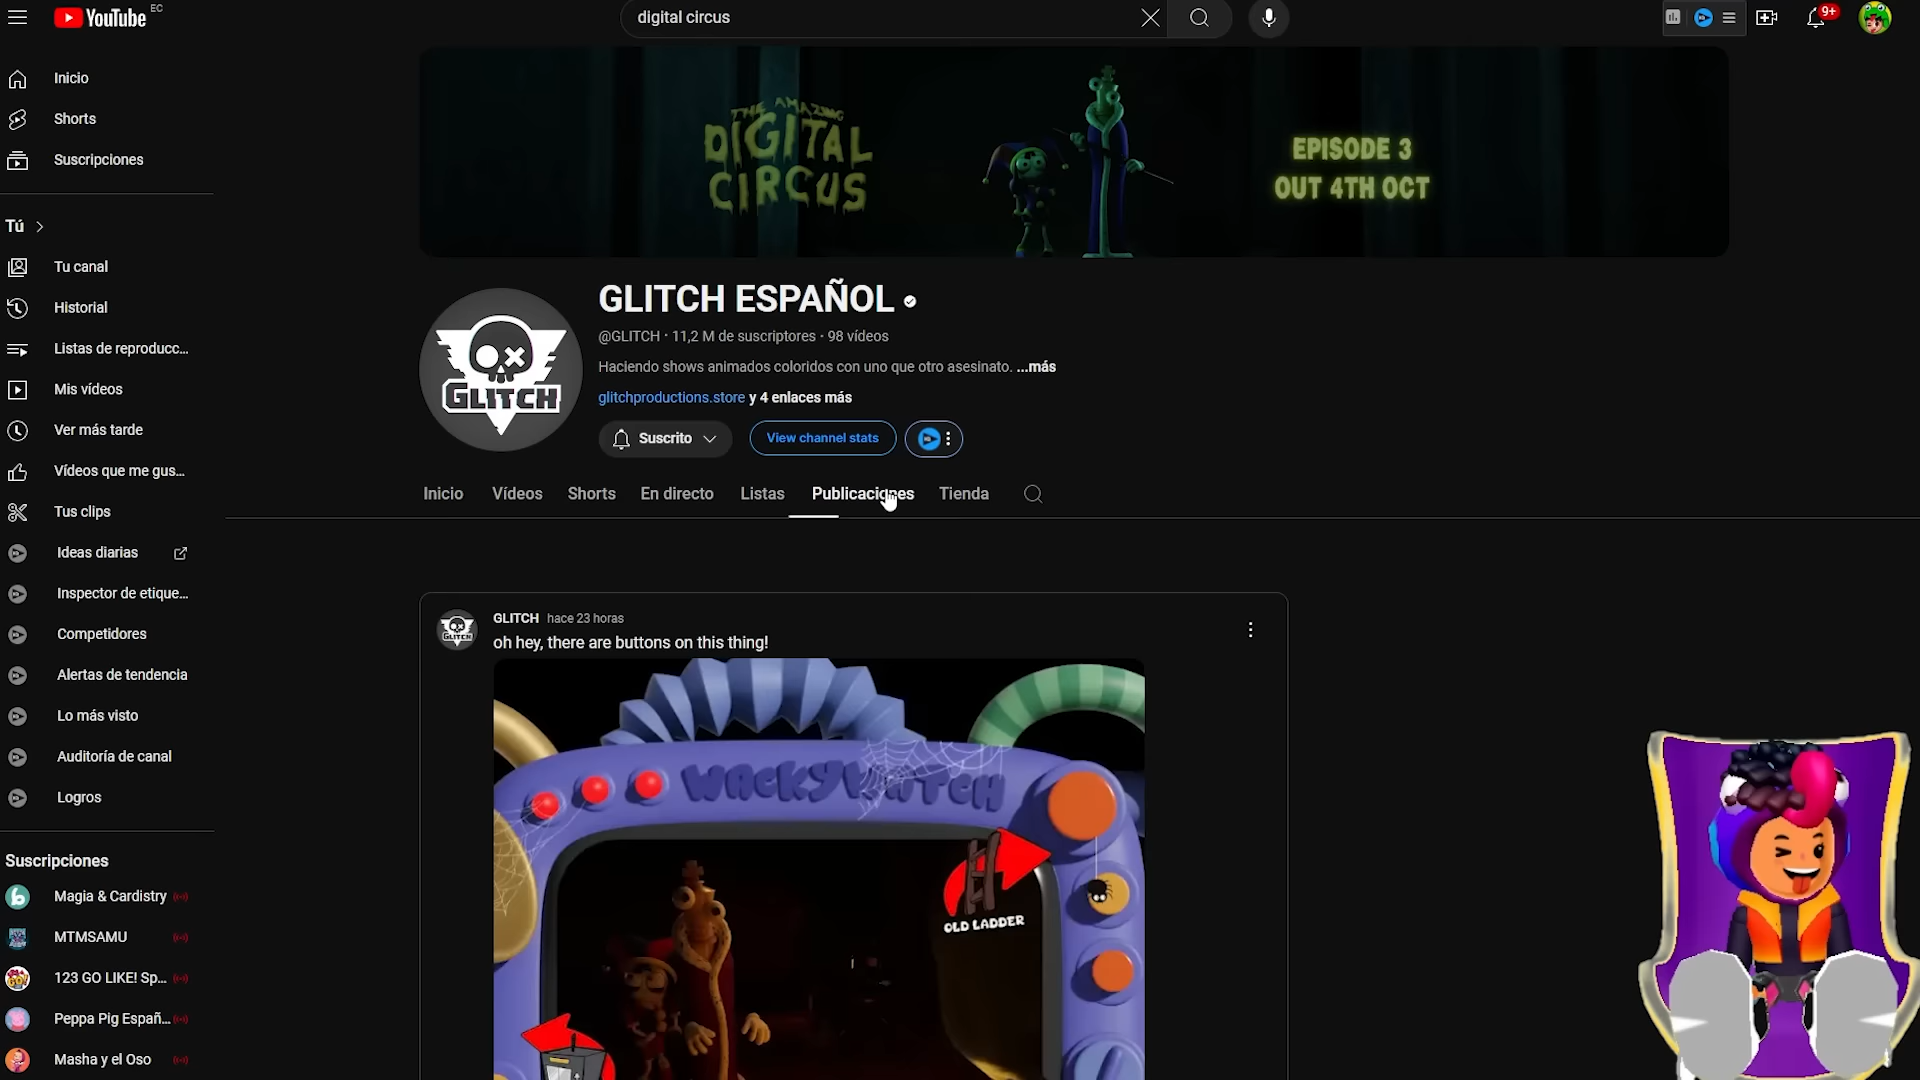 YouTube EC
digital circus
9+
Inicio
Shorts
Suscripciones
Tú
Tu canal
Historial
Listas de reproducc...
Mis vídeos
Ver más tarde
Vídeos que me gus...
Tus clips
Ideas diarias
Inspector de etique...
Competidores
Alertas de tendencia
Lo más visto
Auditoría de canal
Logros
Suscripciones
Magia & Cardistry
MTMSAMU
123 GO LIKE! Sp...
Peppa Pig Españ...
Masha y el Oso
THE AMAZING
DIGITAL
CIRCUS
EPISODE 3
OUT 4TH OCT
GLITCH
GLITCH ESPAÑOL
@GLITCH · 11,2 M de suscriptores · 98 vídeos
Haciendo shows animados coloridos con uno que otro asesinato. ...más
glitchproductions.store y 4 enlaces más
Suscrito
View channel stats
Inicio Vídeos Shorts En directo Listas Publicaciones Tienda
GLITCH
GLITCH hace 23 horas
oh hey, there are buttons on this thing!
WACKYWATCH
OLD LADDER